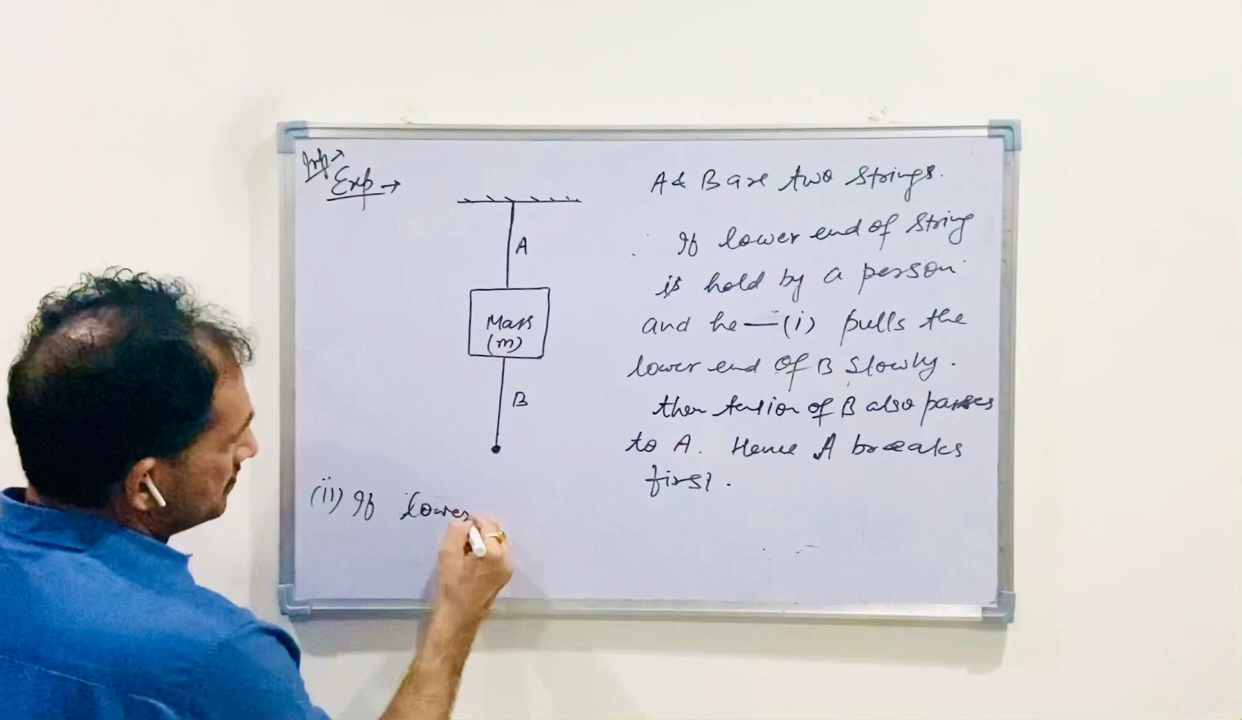 Imp →
Exp →
A
Mass
(m)
B
A & B are two strings.
If lower end of string
is hold by a person
and he — (i) pulls the
lower end of B slowly.
then tension of B also passes
to A. Hence A breaks
first.
(ii) If lower